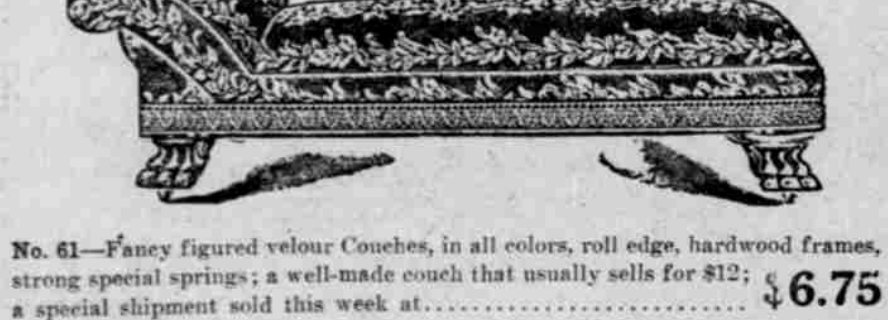 No. 61—Fancy figured velour Couches, in all colors, roll edge, hardwood frames,
strong special springs; a well-made couch that usually sells for $12;
a special shipment sold this week at.......................... $6.75